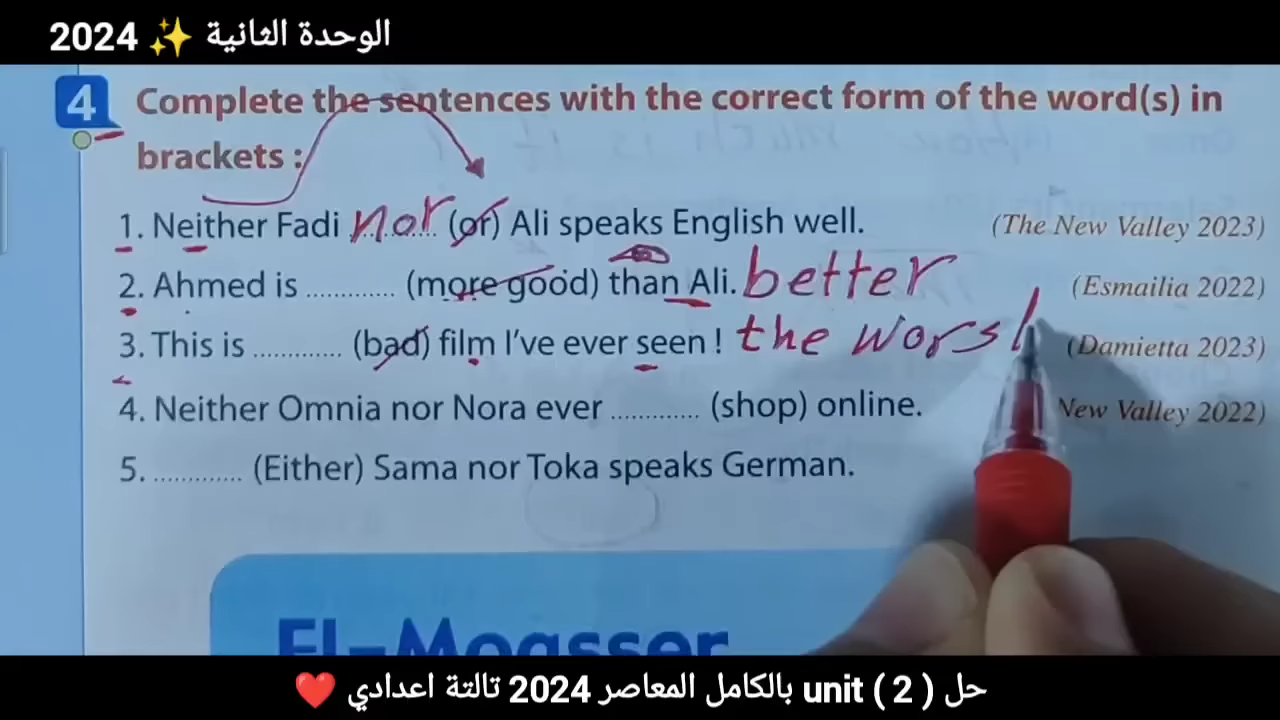 الوحدة الثانية ✨ 2024
4 Complete the sentences with the correct form of the word(s) in
brackets :
1. Neither Fadi nor (or) Ali speaks English well. (The New Valley 2023)
2. Ahmed is ............. (more good) than Ali. better (Esmailia 2022)
3. This is ............. (bad) film I've ever seen ! the worst (Damietta 2023)
4. Neither Omnia nor Nora ever ............. (shop) online. New Valley 2022)
5. ............. (Either) Sama nor Toka speaks German.
El-Moasser
حل unit ( 2 ) بالكامل المعاصر 2024 تالتة اعدادي ❤️